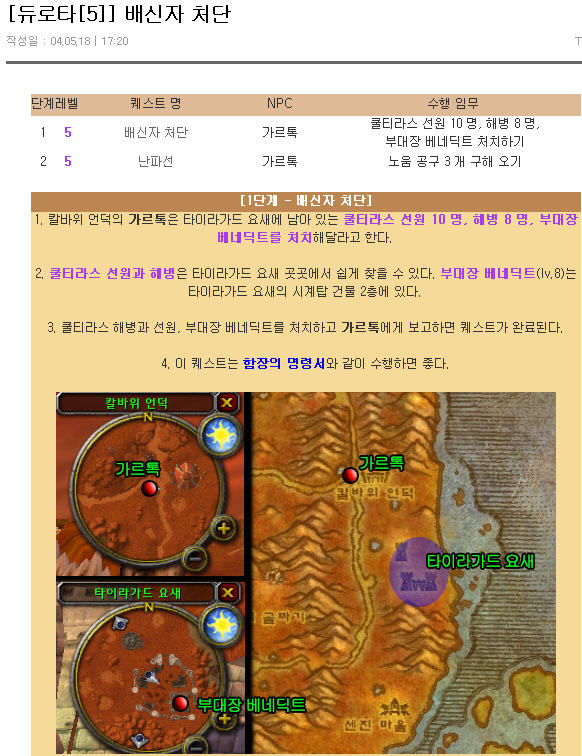 [듀로타[5]] 배신자 처단
작성일 : 04.05.18 | 17:20
T
단계레벨 퀘스트 명 NPC 수행 임무
1 5 배신자 처단 가르톡 쿨티라스 선원 10 명, 해병 8 명,
부대장 베네딕트 처치하기
2 5 난파선 가르톡 노움 공구 3 개 구해 오기
[1단계 - 배신자 처단]
1. 칼바위 언덕의 가르톡은 타이라가드 요새에 남아 있는 쿨티라스 선원 10 명, 해병 8 명, 부대장
베네딕트를 처치해달라고 한다.
2. 쿨티라스 선원과 해병은 타이라가드 요새 곳곳에서 쉽게 찾을 수 있다. 부대장 베네딕트(lv.8)는
타이라가드 요새의 시계탑 건물 2층에 있다.
3. 쿨티라스 해병과 선원, 부대장 베네딕트를 처치하고 가르톡에게 보고하면 퀘스트가 완료된다.
4. 이 퀘스트는 함장의 명령서와 같이 수행하면 좋다.
칼바위 언덕
N
가르톡
가르톡
칼바위 언덕
타이라가드 요새
타이라가드 요새
N
골짜기
부대장 베네딕트
센진 마을